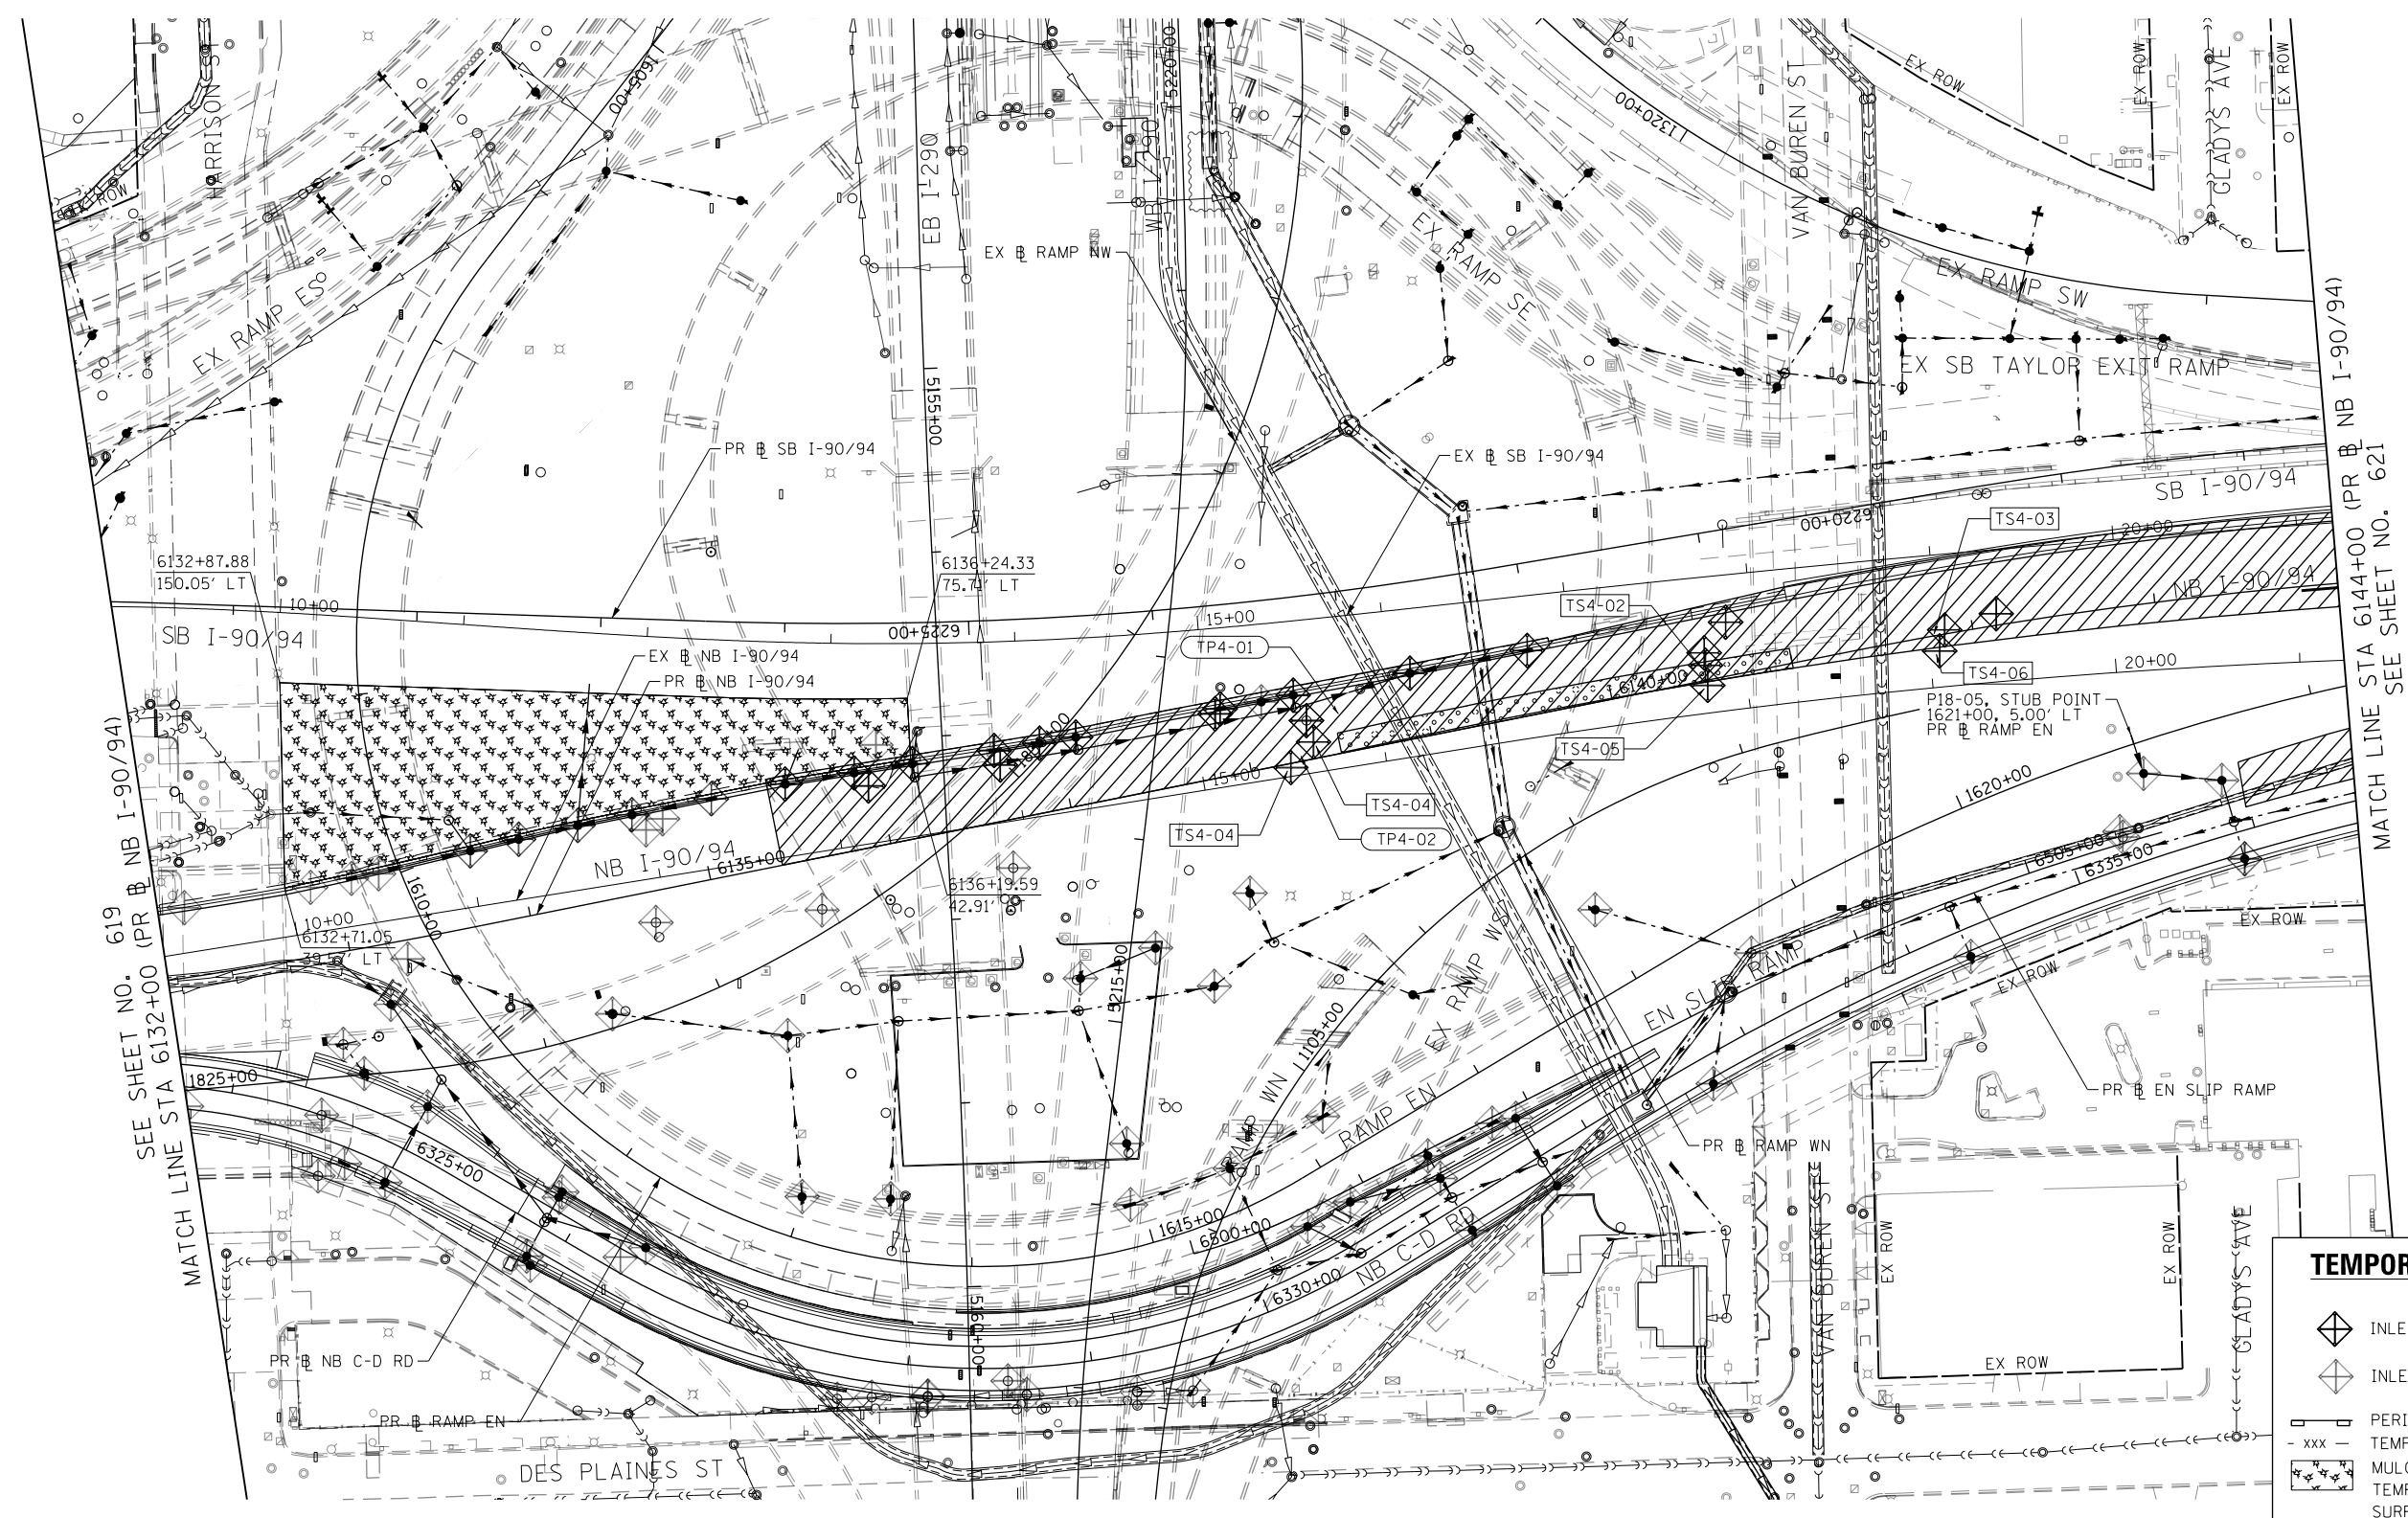 HARRISON ST
EX ROW
1605+00
EB I-290
5220+00
1320+00
VAN BUREN ST
EX ROW
EX ROW
GLADYS AVE
EX ROW
EX RAMP ES
EX B RAMP NW
EX RAMP SE
EX RAMP SW
EX SB TAYLOR EXIT RAMP
5155+00
PR B SB I-90/94
EX B SB I-90/94
SB I-90/94
MATCH LINE STA 6144+00 (PR B NB I-90/94)
SEE SHEET NO. 621
6132+87.88
150.05' LT
6136+24.33
75.71' LT
TS4-03
20+00
6220+00
NB I-90/94
TS4-02
10+00
15+00
6225+00
SB I-90/94
TP4-01
EX B NB I-90/94
PR B NB I-90/94
6140+00
20+00
TS4-06
P18-05, STUB POINT
1621+00, 5.00' LT
PR B RAMP EN
TS4-05
15+00
1620+00
TS4-04
TS4-04
TP4-02
NB I-90/94
6135+00
6136+19.59
42.91' LT
1610+00
10+00
6132+71.05
39.57' LT
SEE SHEET NO. 619
MATCH LINE STA 6132+00 (PR B NB I-90/94)
6505+00
6335+00
EX ROW
EX ROW
EX RAMP WS
EN SLIP RAMP
5215+00
1105+00
1825+00
RAMP WN
RAMP EN
PR B EN SLIP RAMP
PR B RAMP WN
6325+00
1615+00
6500+00
NB C-D RD
6330+00
5160+00
VAN BUREN ST
EX ROW
EX ROW
GLADYS AVE
EX ROW
PR B NB C-D RD
PR B RAMP EN
DES PLAINES ST
TEMPOR
INLE
INLE
PERI
- XXX - TEMP
MULC
TEMP
SURF